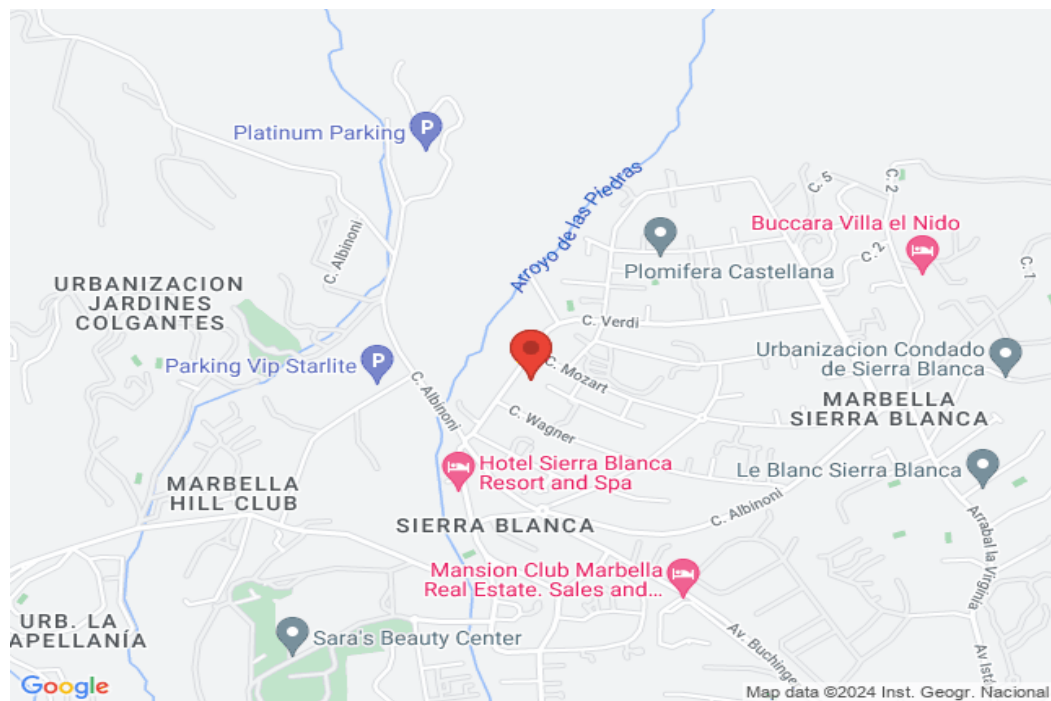 Platinum Parking
P
Arroyo de las Piedras
C. 5
C. 2
Buccara Villa el Nido
C. 2
C. 1
C. Albinoni
Plomifera Castellana
URBANIZACION
JARDINES
COLGANTES
C. Verdi
Parking Vip Starlite
P
C. Mozart
Urbanizacion Condado
de Sierra Blanca
C. Albinoni
MARBELLA
SIERRA BLANCA
C. Wagner
Hotel Sierra Blanca
Resort and Spa
Le Blanc Sierra Blanca
MARBELLA
HILL CLUB
C. Albinoni
SIERRA BLANCA
Arrabal la Virginia
Mansion Club Marbella
Real Estate. Sales and...
URB. LA
APELLANÍA
Sara's Beauty Center
Av. Buchinger
Av Istá
Google
Map data ©2024 Inst. Geogr. Nacional